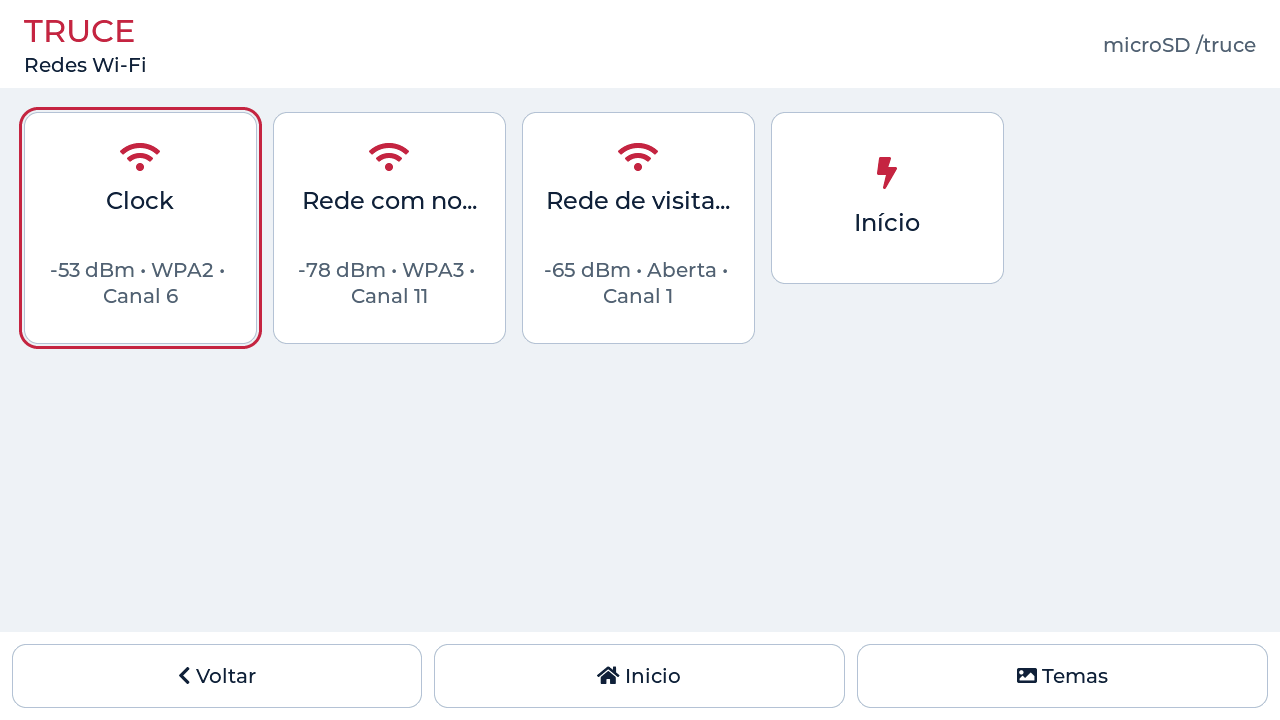 TRUCE
Redes Wi-Fi
microSD /truce
Clock
-53 dBm • WPA2 •
Canal 6
Rede com no...
-78 dBm • WPA3 •
Canal 11
Rede de visita...
-65 dBm • Aberta •
Canal 1
Início
Voltar
Inicio
Temas